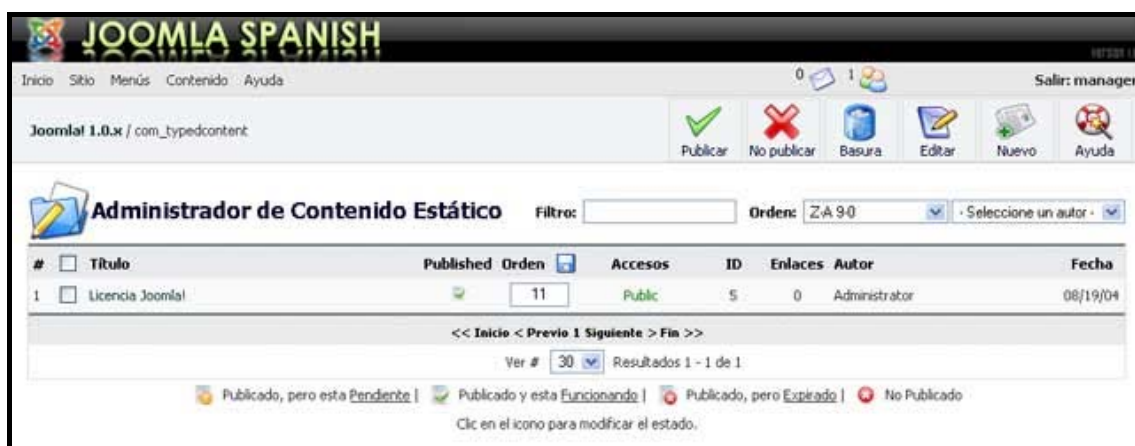 JOOMLA SPANISH
Inicio Sitio Menús Contenido Ayuda 0 1 Salir: manager
Joomla! 1.0.x / com_typedcontent
Publicar No publicar Basura Editar Nuevo Ayuda
Administrador de Contenido Estático Filtro: Orden: Z-A 9-0 - Seleccione un autor -
# Título Published Orden Accesos ID Enlaces Autor Fecha
1 Licencia Joomla! 11 Public 5 0 Administrator 08/19/04
<< Inicio < Previo 1 Siguiente > Fin >>
Ver # 30 Resultados 1 - 1 de 1
Publicado, pero esta Pendiente | Publicado y esta Funcionando | Publicado, pero Expirado | No Publicado
Clic en el icono para modificar el estado.